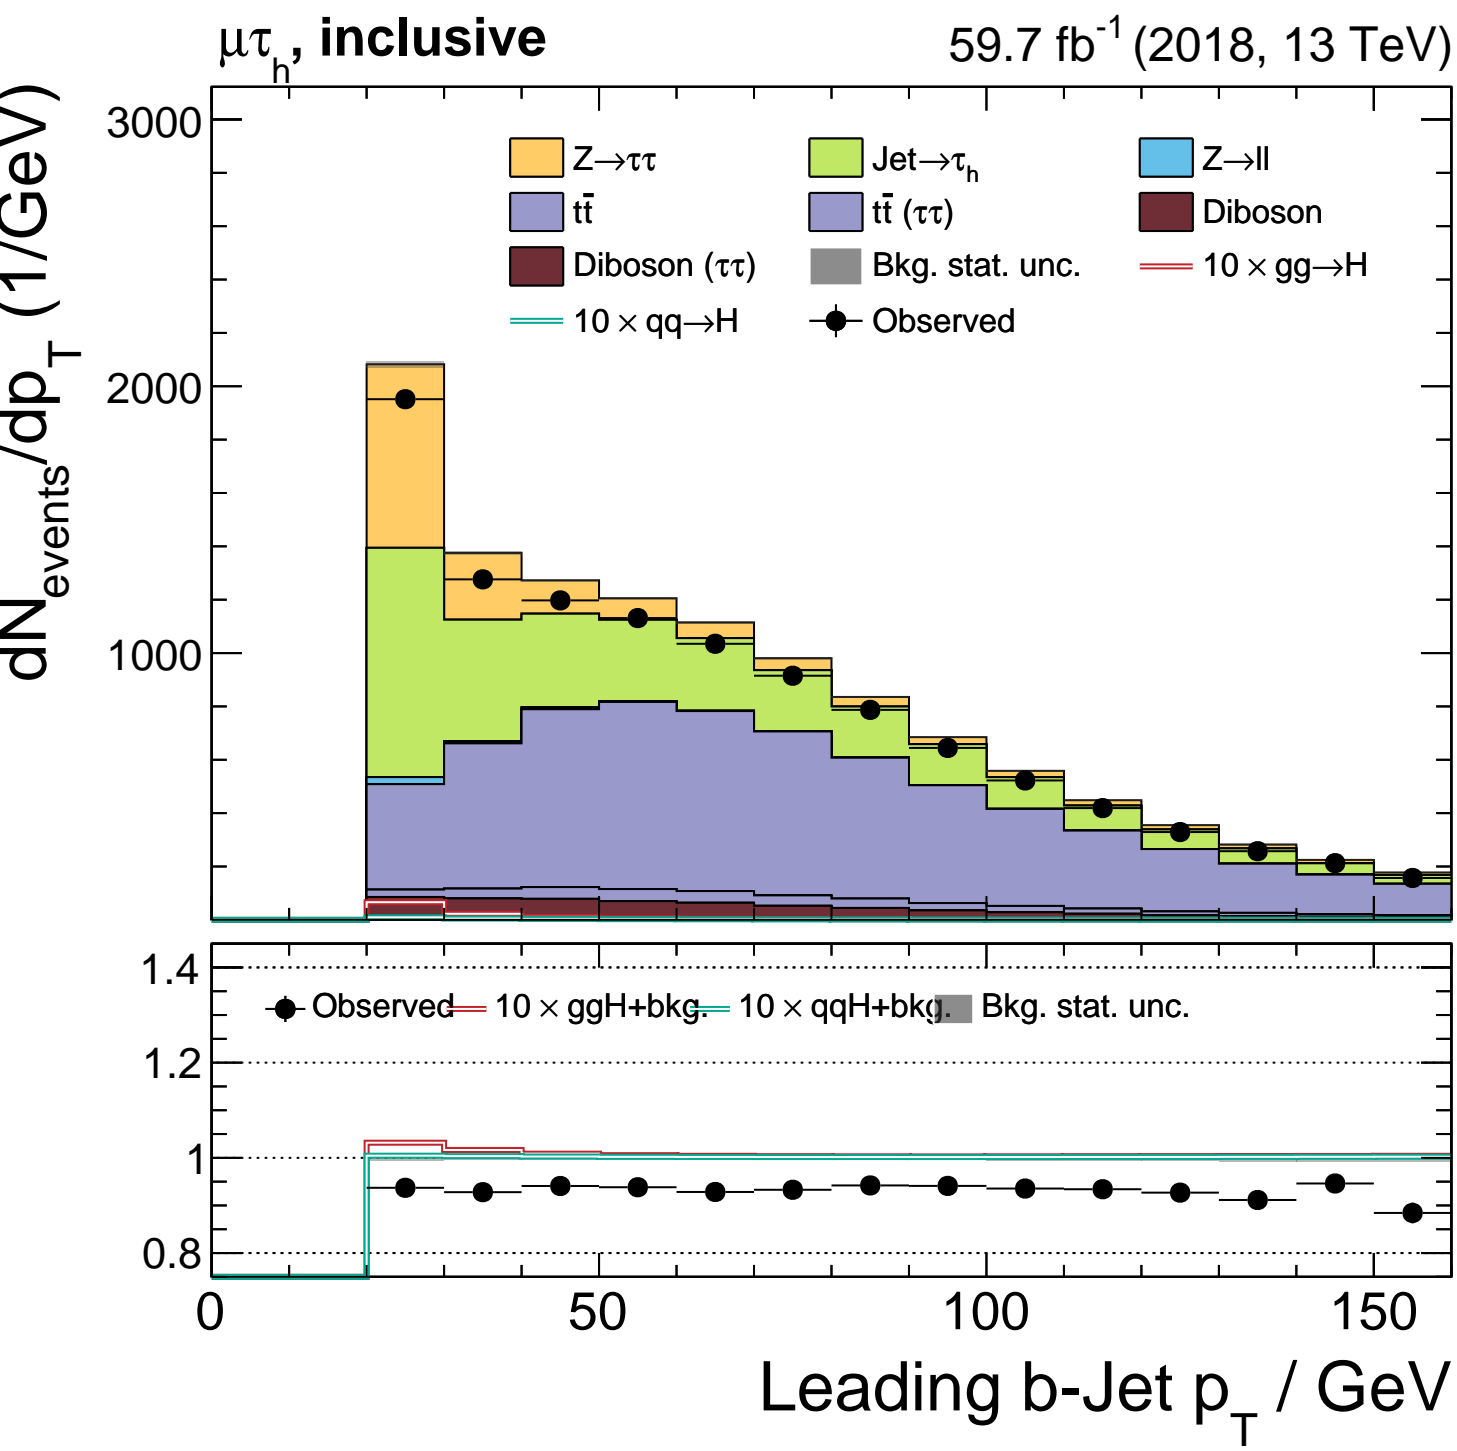 μτh, inclusive 59.7 fb-1 (2018, 13 TeV)
dNevents/dpT (1/GeV)
3000
2000
1000
Z→ττ Jet→τh Z→ll
tt̄ tt̄ (ττ) Diboson
Diboson (ττ) Bkg. stat. unc. 10 × gg→H
10 × qq→H Observed
1.4
1.2
1
0.8
Observed 10 × ggH+bkg. 10 × qqH+bkg. Bkg. stat. unc.
0 50 100 150
Leading b-Jet pT / GeV